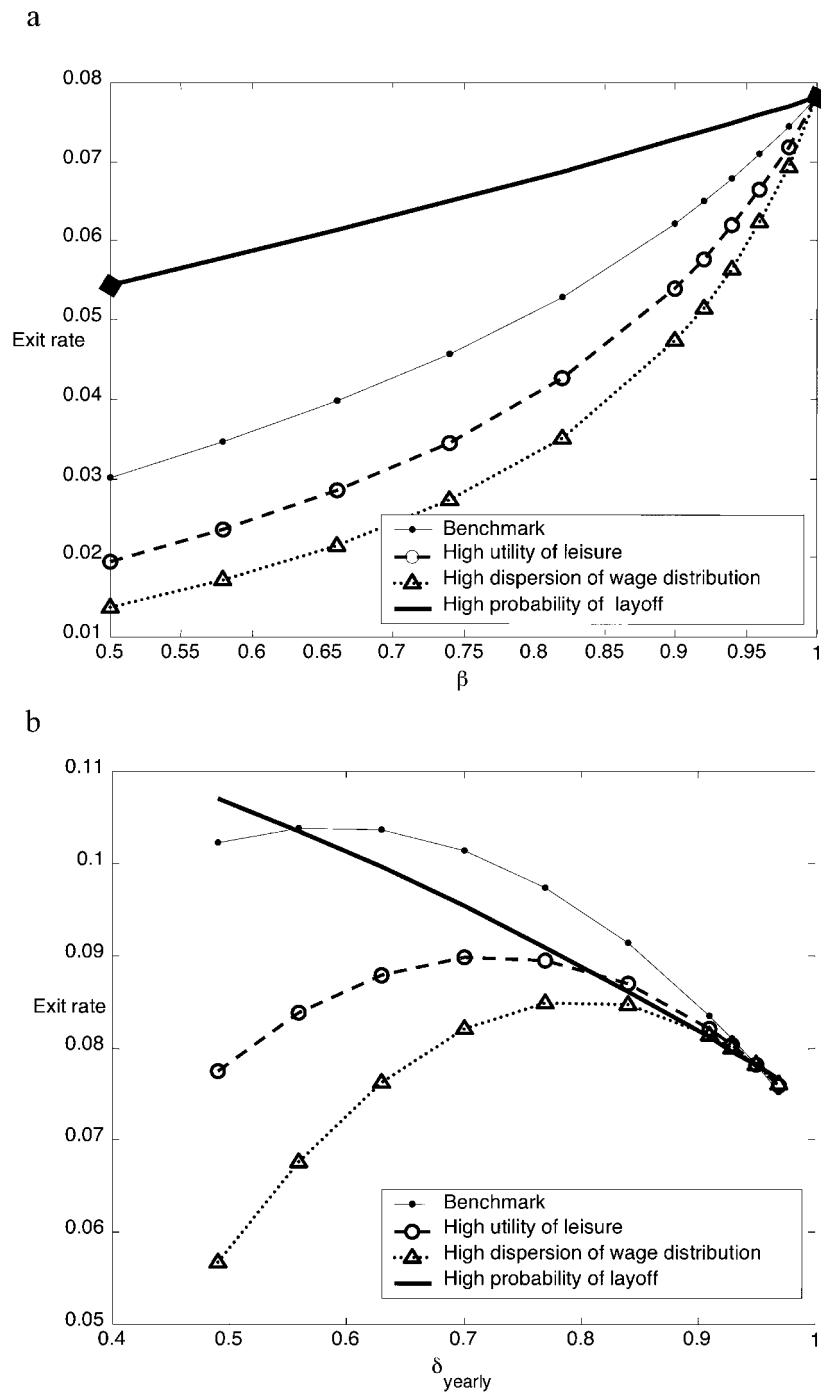 a
0.08
0.07
0.06
0.05
Exit rate
0.04
0.03
0.02
0.01
Benchmark
High utility of leisure
High dispersion of wage distribution
High probability of layoff
0.5 0.55 0.6 0.65 0.7 0.75 0.8 0.85 0.9 0.95 1
β
b
0.11
0.1
0.09
Exit rate
0.08
0.07
0.06
0.05
Benchmark
High utility of leisure
High dispersion of wage distribution
High probability of layoff
0.4 0.5 0.6 0.7 0.8 0.9 1
δ yearly